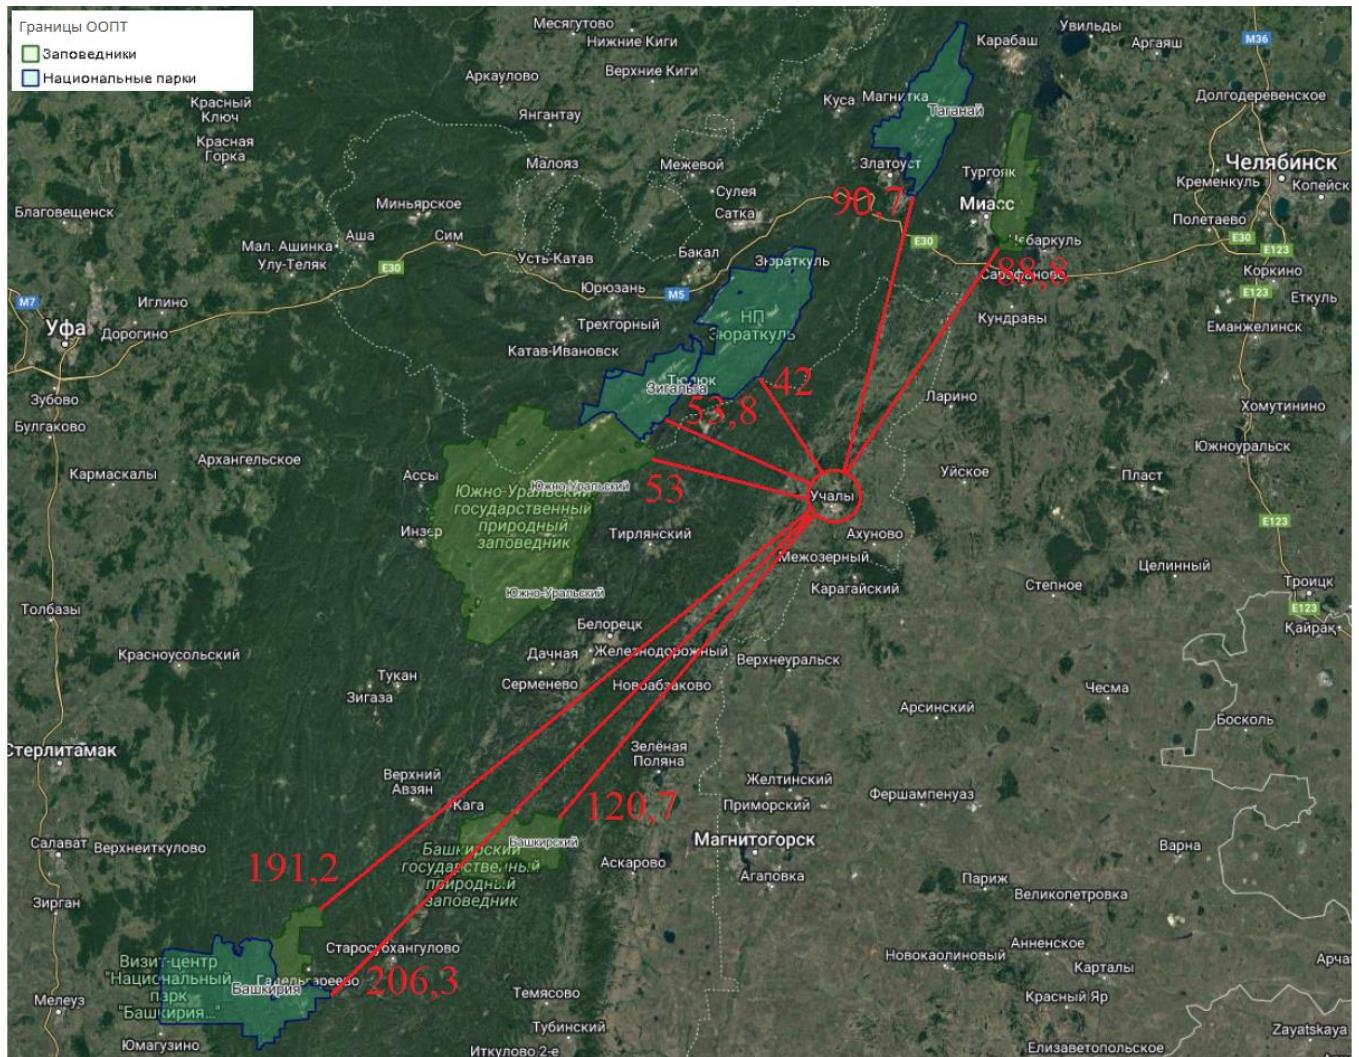 Границы ООПТ
Заповедники
Национальные парки
Месягутово
Нижние Киги
Увильды
Карабаш
Аргаяш
M36
Аркаулово
Верхние Киги
Красный
Ключ
Янгантау
Куса
Магнитка
Таганай
Долгодеревенское
Красная
Горка
Малояз
Межевой
Златоуст
Тургояк
Челябинск
Сулея
Кременкуль
Копейск
Благовещенск
Миньярское
Сатка
90,7
Миасс
Полетаево
Мал. Ашинка
Аша
Сим
E30
Чебаркуль
E30
E123
Улу-Теляк
E30
Усть-Катав
Бакал
Зюраткуль
Сарафаново
88,8
Коркино
M7
Иглино
Юрюзань
M5
E123
Еткуль
Уфа
Дорогино
Трехгорный
НП
Зюраткуль
Кундравы
Еманжелинск
Катав-Ивановск
Тюлюк
Зигальга
42
Зубово
53,8
Ларино
Хомутинино
Булгаково
Южноуральск
Кармаскалы
Архангельское
Ассы
Южно-Уральский
53
Учалы
Уйское
Пласт
Южно-Уральский
государственный
природный
заповедник
Инзер
Тирлянский
Ахуново
E123
Межозерный
Целинный
Южно-Уральский
Карагайский
Степное
Троицк
Толбазы
E123
Белорецк
Қайрақ
Красноусольский
Дачная
Железнодорожный
Верхнеуральск
Тукан
Серменево
Новоабзаково
Чесма
Зигаза
Арсинский
Босколь
Стерлитамак
Зелёная
Поляна
Верхний
Авзян
Желтинский
Кага
120,7
Приморский
Фершампенуаз
Салават
Верхнеиткулово
Башкирский
Магнитогорск
Варна
Башкирский
государственный
природный
заповедник
191,2
Аскарово
Агаповка
Париж
Великопетровка
Зирган
Старосубхангулово
Анненское
Визит-центр
"Национальный
парк
"Башкирия..."
Гадельгареево
Башкирия
206,3
Новокаолиновый
Карталы
Арча
Мелеуз
Темясово
Красный Яр
Тубинский
Zayatskaya
Юмагузино
Иткулово 2-е
Елизаветопольское